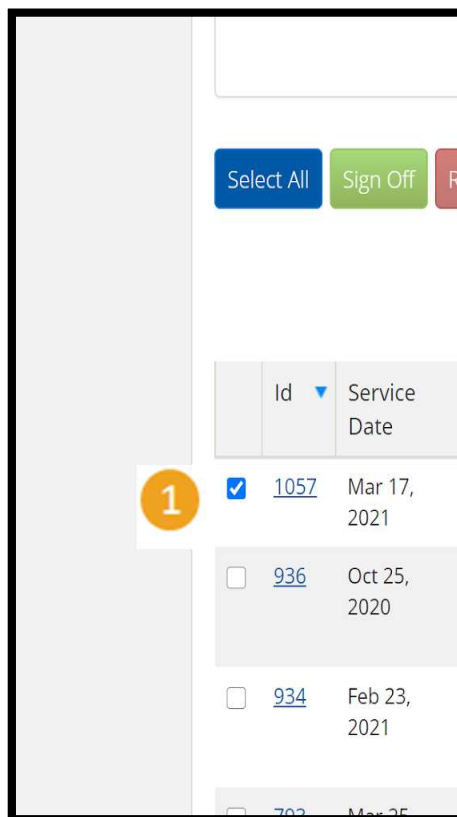 Select All Sign Off R
Id Service
Date
1 1057 Mar 17,
2021
936 Oct 25,
2020
934 Feb 23,
2021